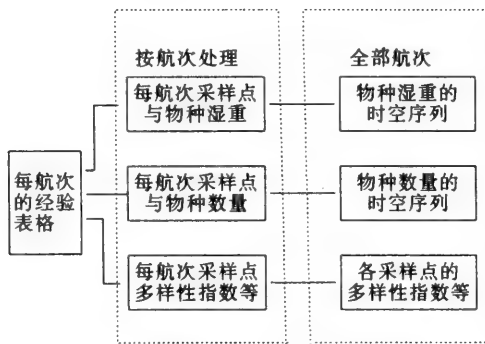 按航次处理
全部航次
每航次
的经验
表格
每航次采样点
与物种湿重
物种湿重的
时空序列
每航次采样点
与物种数量
物种数量的
时空序列
每航次采样点
多样性指数等
各采样点的
多样性指数等